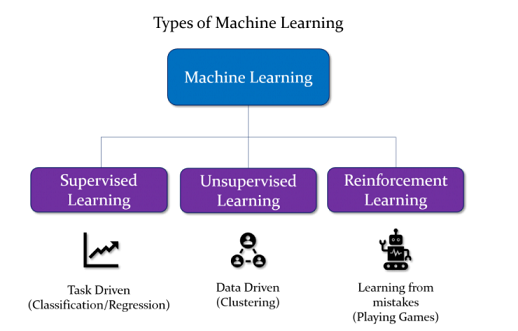 Types of Machine Learning
Machine Learning
Supervised
Learning
Unsupervised
Learning
Reinforcement
Learning
Task Driven
(Classification/Regression)
Data Driven
(Clustering)
Learning from
mistakes
(Playing Games)